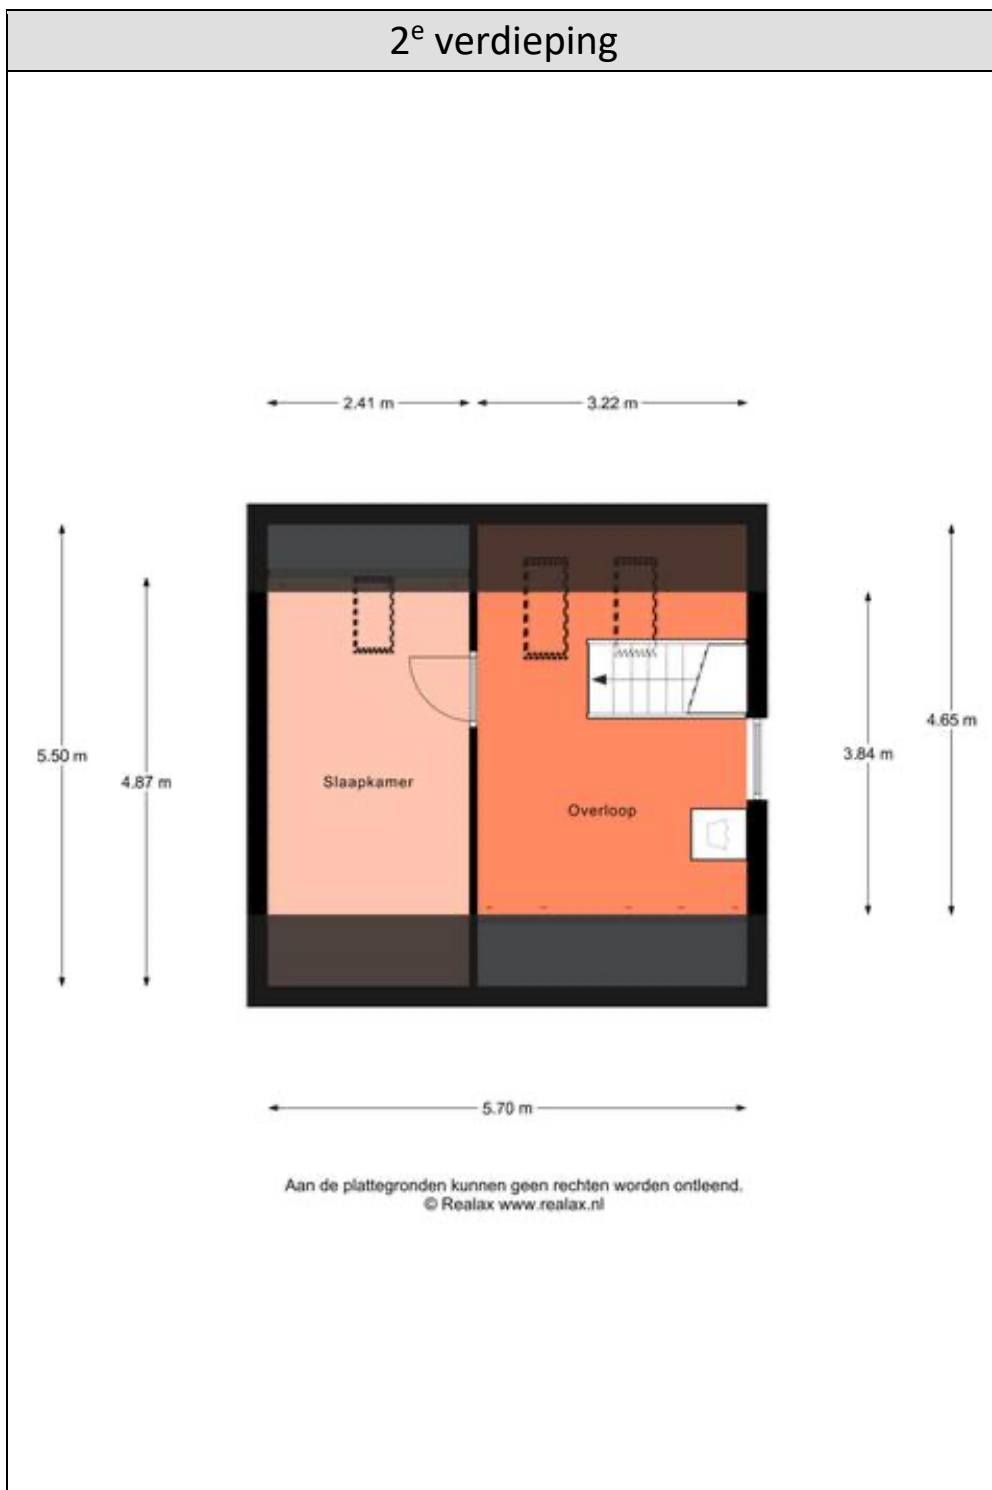 2e verdieping
2.41 m
3.22 m
5.50 m
4.87 m
Slaapkamer
Overloop
3.84 m
4.65 m
5.70 m
Aan de plattegronden kunnen geen rechten worden ontleend.
© Realax www.realax.nl